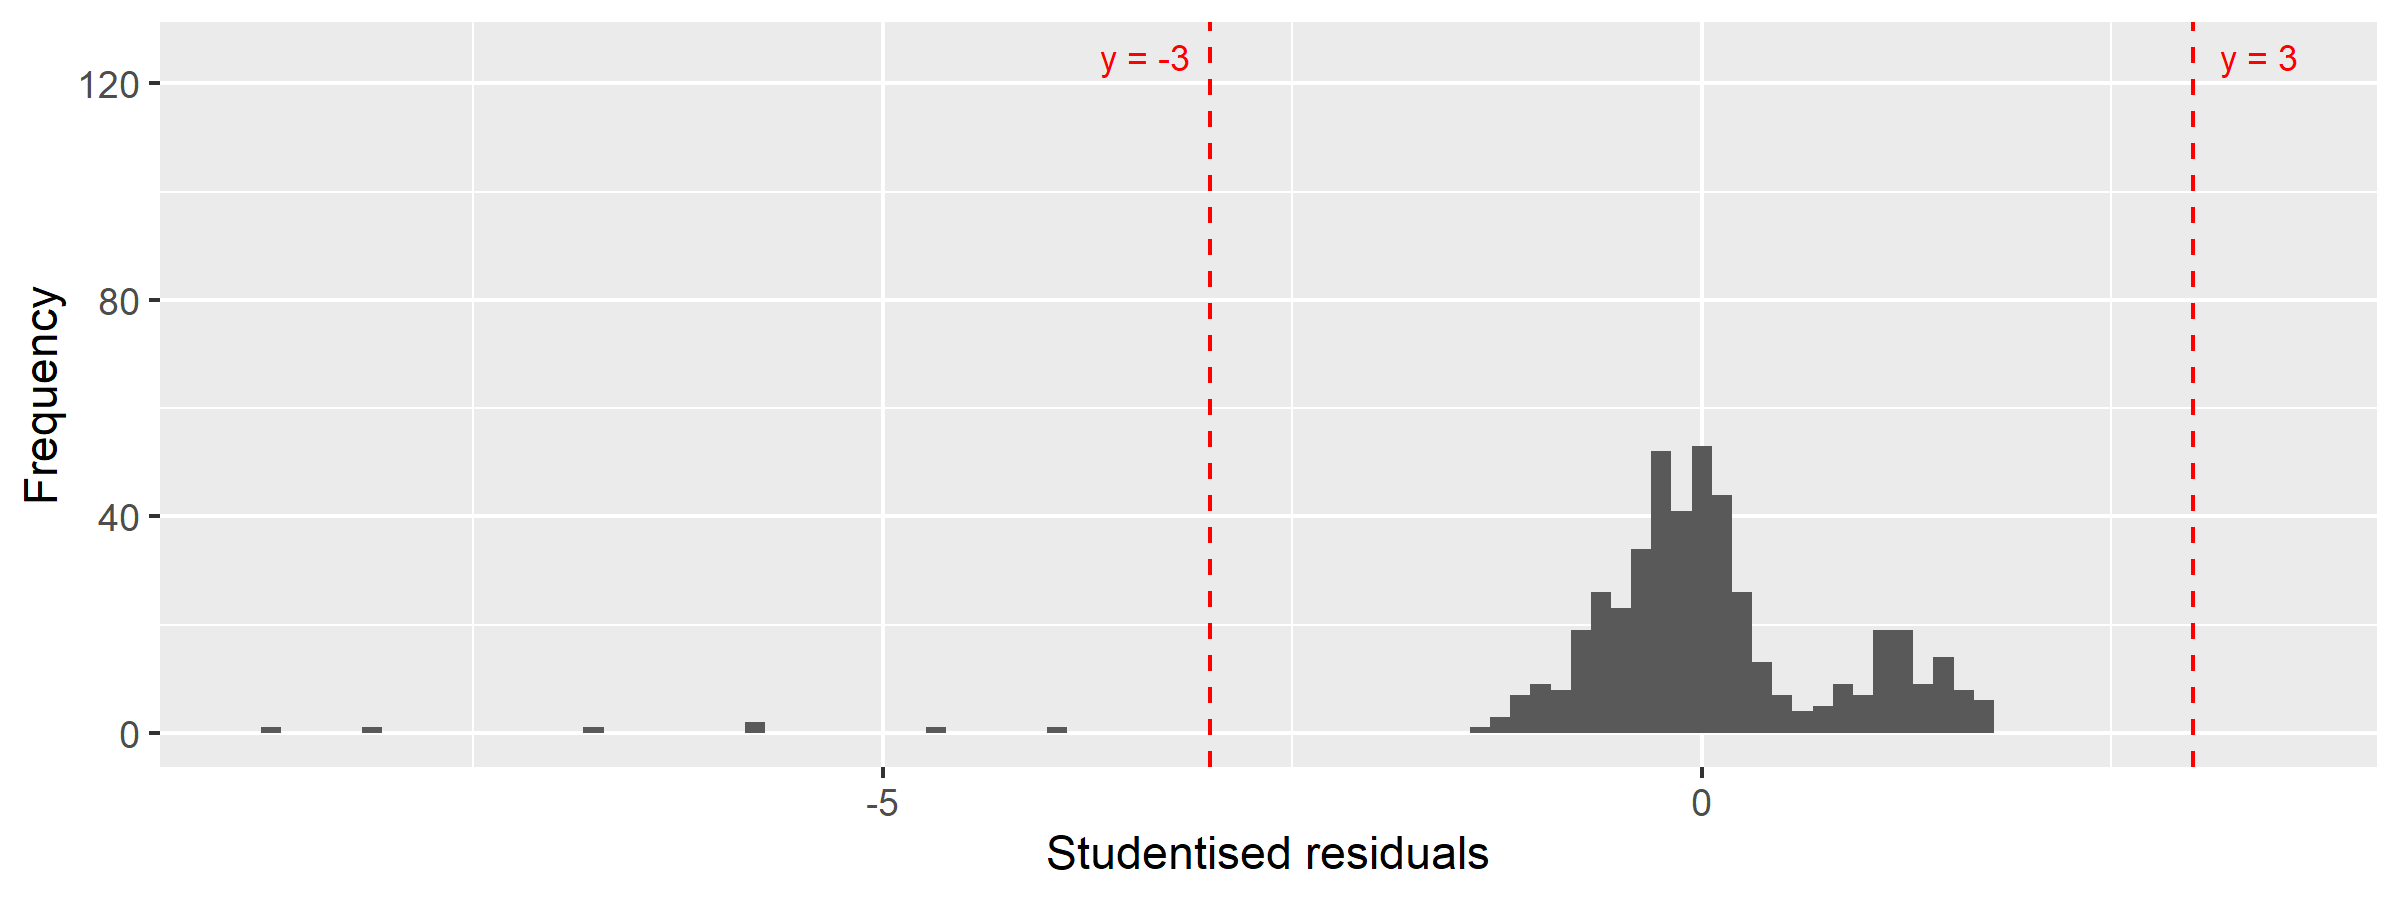 y = -3
y = 3
120
80
40
0
Frequency
-5
0
Studentised residuals